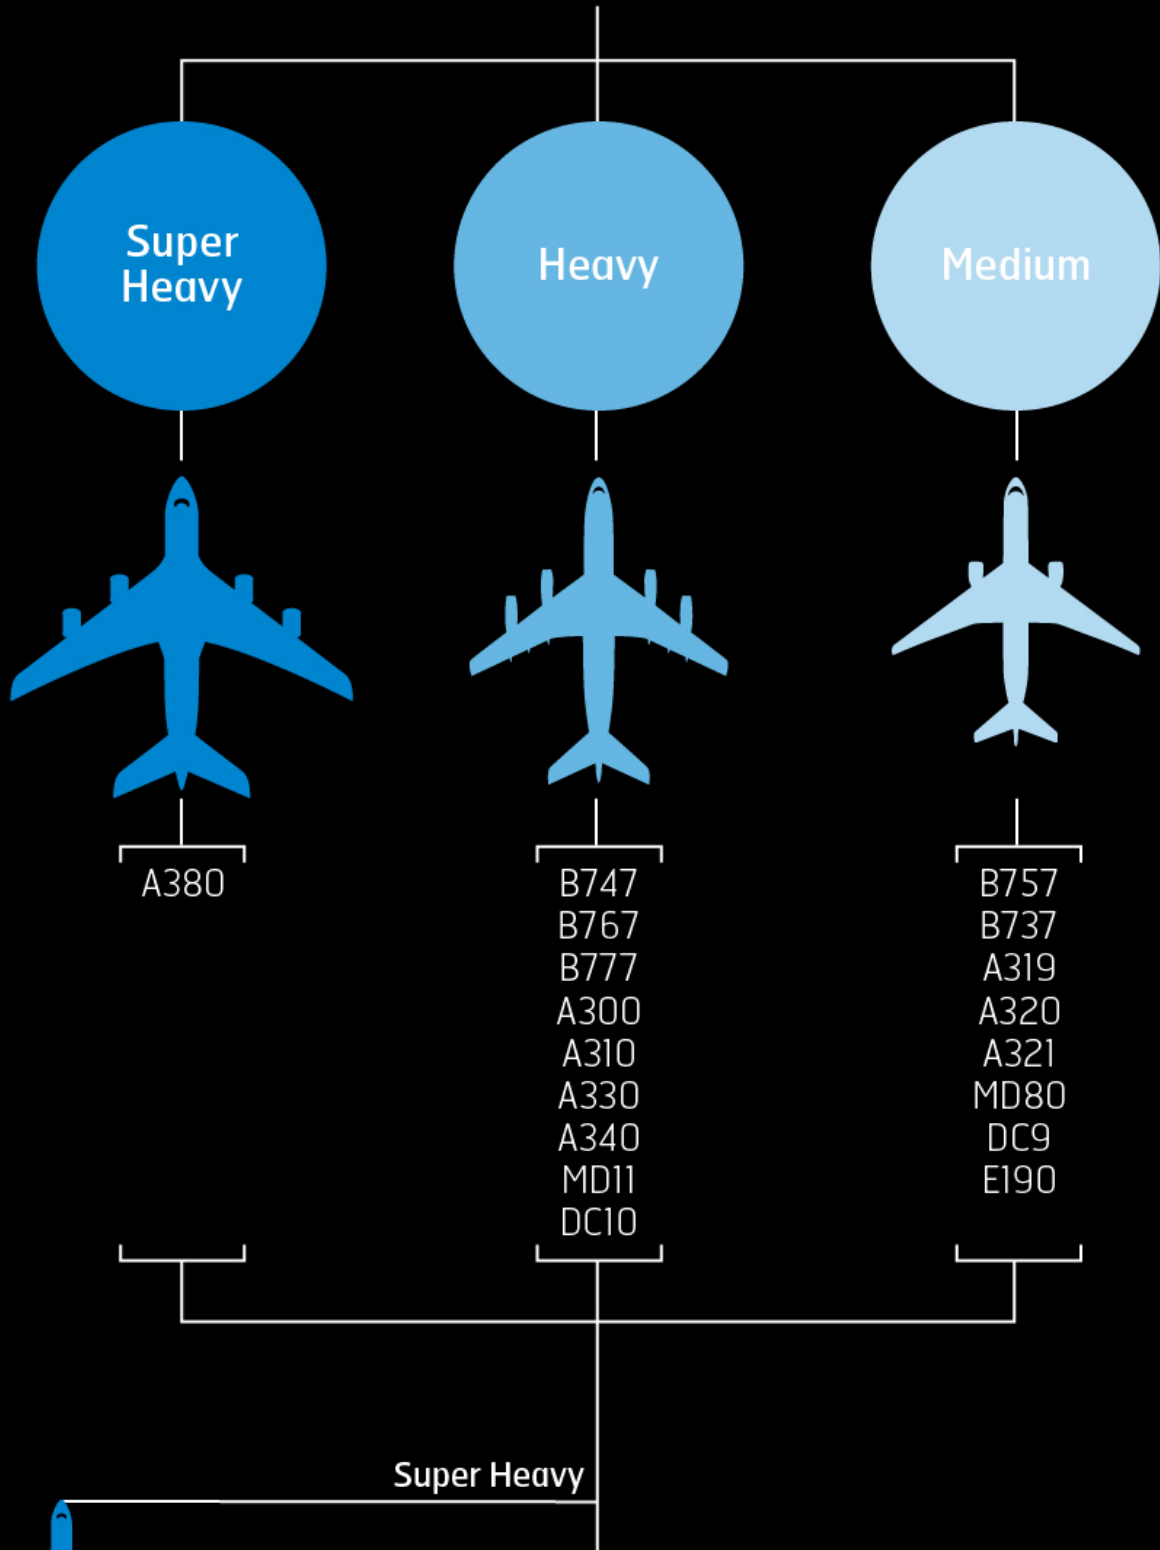 Super
Heavy
Heavy
Medium
A380
B747
B767
B777
A300
A310
A330
A340
MD11
DC10
B757
B737
A319
A320
A321
MD80
DC9
E190
Super Heavy